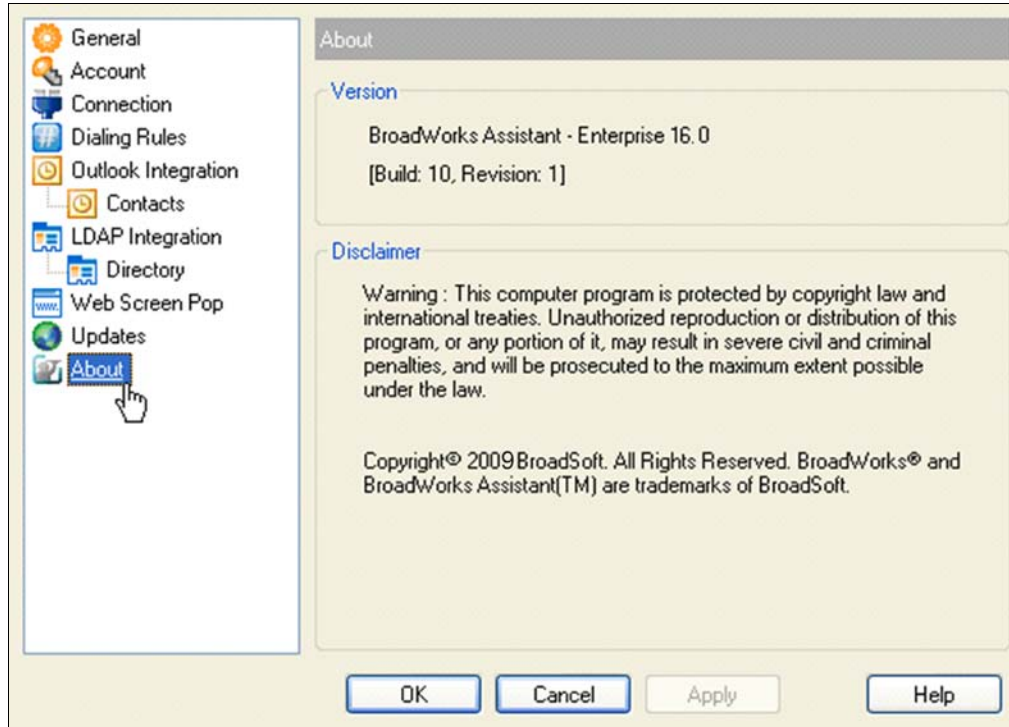 General
Account
Connection
Dialing Rules
Outlook Integration
Contacts
LDAP Integration
Directory
www.
Web Screen Pop
Updates
About
About
Version
BroadWorks Assistant - Enterprise 16.0
[Build: 10, Revision: 1]
Disclaimer
Warning : This computer program is protected by copyright law and
international treaties. Unauthorized reproduction or distribution of this
program, or any portion of it, may result in severe civil and criminal
penalties, and will be prosecuted to the maximum extent possible
under the law.
Copyright© 2009 BroadSoft. All Rights Reserved. BroadWorks® and
BroadWorks Assistant(TM) are trademarks of BroadSoft.
OK
Cancel
Apply
Help